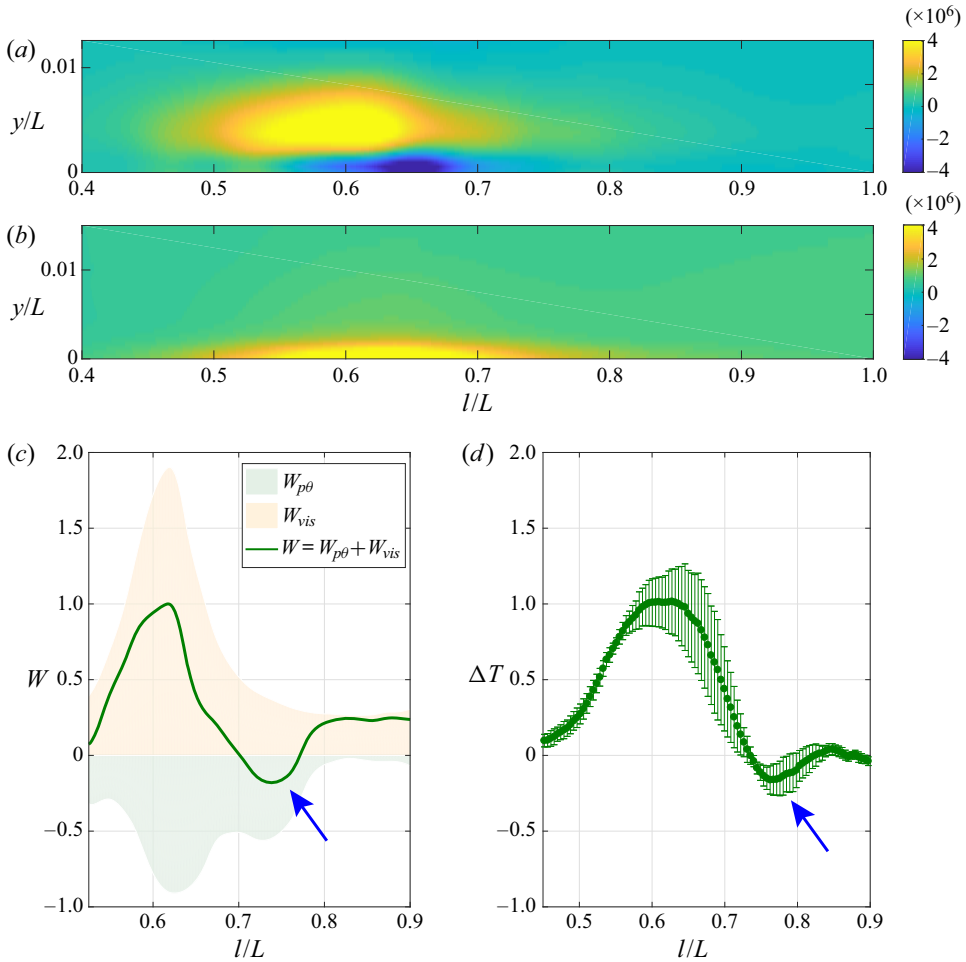 (×10⁶)
(a)
0.01
y/L
0
0.4 0.5 0.6 0.7 0.8 0.9 1.0
4
2
0
−2
−4
(×10⁶)
(b)
0.01
y/L
0
0.4 0.5 0.6 0.7 0.8 0.9 1.0
l/L
4
2
0
−2
−4
(c)
2.0
1.5
1.0
W 0.5
0
−0.5
−1.0
0.6 0.7 0.8 0.9
l/L
W_{pθ}
W_{vis}
W = W_{pθ} + W_{vis}
(d)
2.0
1.5
1.0
ΔT 0.5
0
−0.5
−1.0
0.5 0.6 0.7 0.8 0.9
l/L